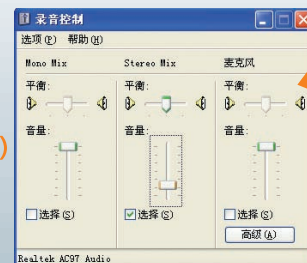 录音控制
选项(P) 帮助(H)
Mono Mix Stereo Mix 麦克风
平衡: 平衡: 平衡:
音量: 音量: 音量:
选择(S) 选择(S) 选择(S)
高级(A)
Realtek AC97 Audio
)